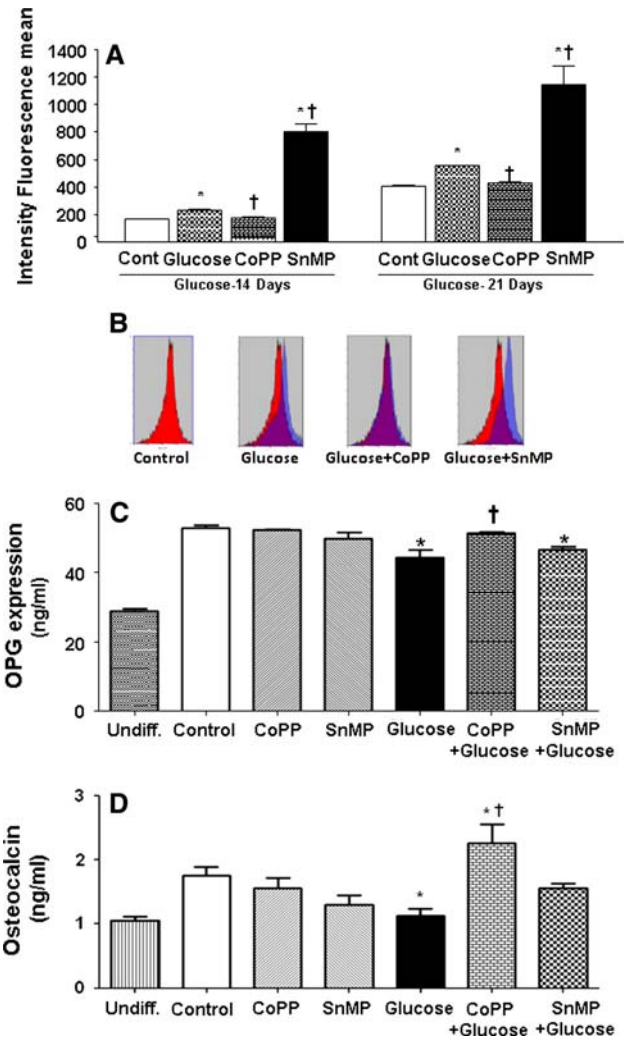 A
Intensity Fluorescence mean
1400
1200
1000
800
600
400
200
0
*
†
*†
*
†
*†
Cont Glucose CoPP SnMP
Cont Glucose CoPP SnMP
Glucose-14 Days
Glucose- 21 Days
B
Control
Glucose
Glucose+CoPP
Glucose+SnMP
C
OPG expression
(ng/ml)
60
40
20
0
*
†
*
Undiff.
Control
CoPP
SnMP
Glucose
CoPP
+Glucose
SnMP
+Glucose
D
Osteocalcin
(ng/ml)
3
2
1
0
*
*†
Undiff.
Control
CoPP
SnMP
Glucose
CoPP
+Glucose
SnMP
+Glucose